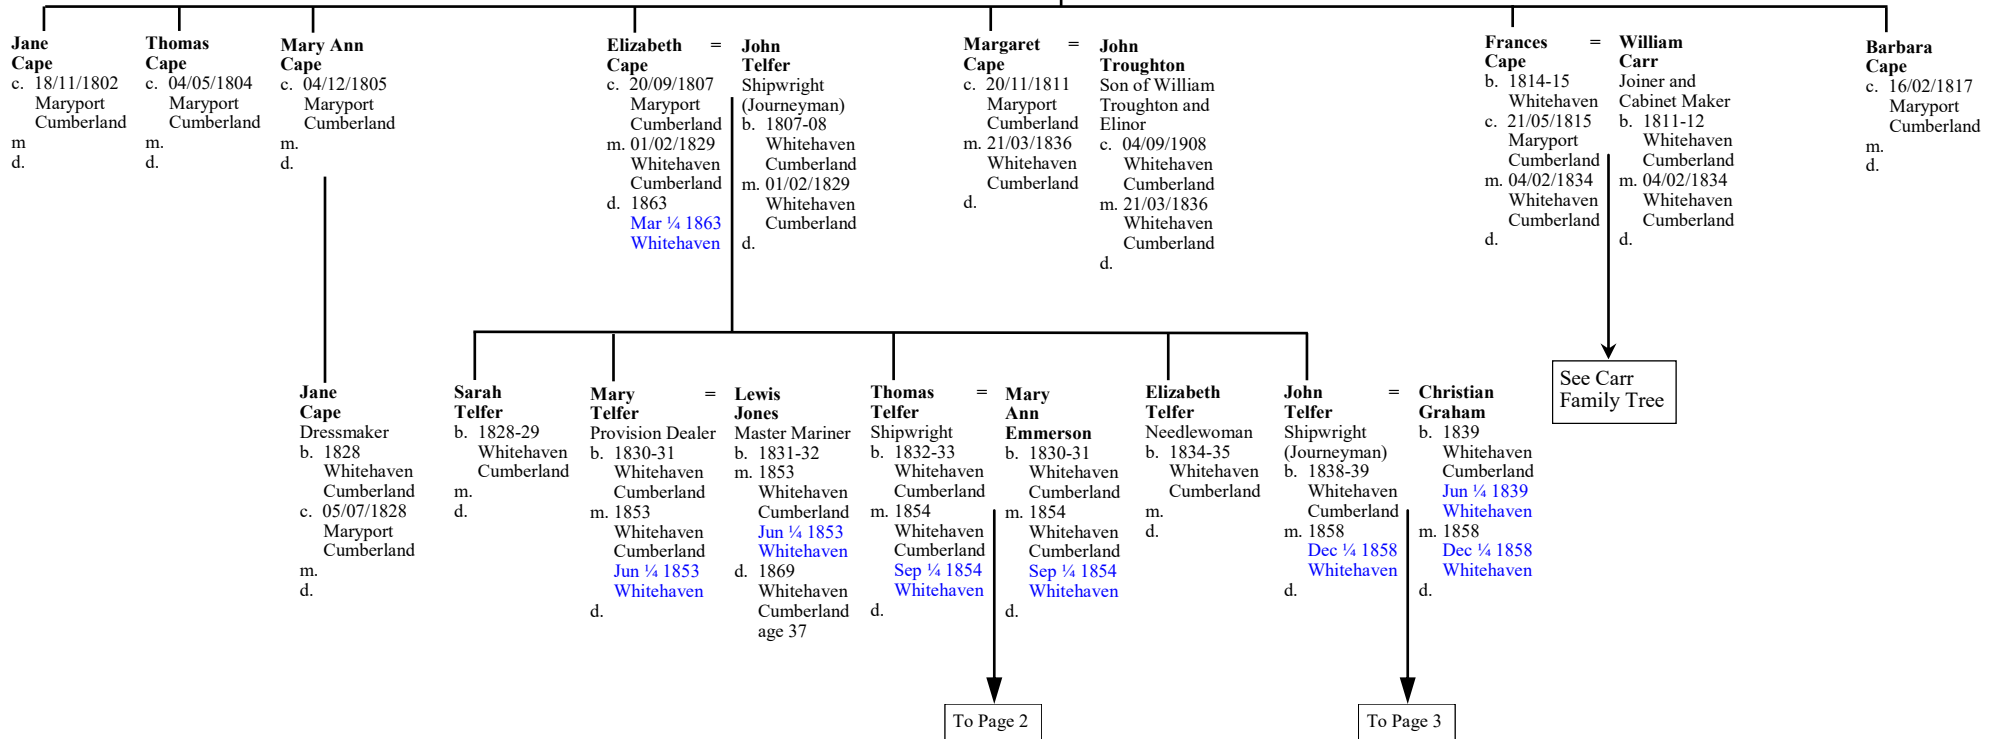 Jane
Cape
c. 18/11/1802
Maryport
Cumberland
m
d.
Thomas
Cape
c. 04/05/1804
Maryport
Cumberland
m.
d.
Mary Ann
Cape
c. 04/12/1805
Maryport
Cumberland
m.
d.
Elizabeth =
Cape
c. 20/09/1807
Maryport
Cumberland
m. 01/02/1829
Whitehaven
Cumberland
d. 1863
Mar ¼ 1863
Whitehaven
John
Telfer
Shipwright
(Journeyman)
b. 1807-08
Whitehaven
Cumberland
m. 01/02/1829
Whitehaven
Cumberland
d.
Margaret =
Cape
c. 20/11/1811
Maryport
Cumberland
m. 21/03/1836
Whitehaven
Cumberland
d.
John
Troughton
Son of William
Troughton and
Elinor
c. 04/09/1908
Whitehaven
Cumberland
m. 21/03/1836
Whitehaven
Cumberland
d.
Frances =
Cape
b. 1814-15
Whitehaven
c. 21/05/1815
Maryport
Cumberland
m. 04/02/1834
Whitehaven
Cumberland
d.
William
Carr
Joiner and
Cabinet Maker
b. 1811-12
Whitehaven
Cumberland
m. 04/02/1834
Whitehaven
Cumberland
d.
Barbara
Cape
c. 16/02/1817
Maryport
Cumberland
m.
d.
See Carr
Family Tree
Jane
Cape
Dressmaker
b. 1828
Whitehaven
Cumberland
c. 05/07/1828
Maryport
Cumberland
m.
d.
Sarah
Telfer
b. 1828-29
Whitehaven
Cumberland
m.
d.
Mary =
Telfer
Provision Dealer
b. 1830-31
Whitehaven
Cumberland
m. 1853
Whitehaven
Cumberland
Jun ¼ 1853
Whitehaven
d.
Lewis
Jones
Master Mariner
b. 1831-32
m. 1853
Whitehaven
Cumberland
Jun ¼ 1853
Whitehaven
d. 1869
Whitehaven
Cumberland
age 37
Thomas =
Telfer
Shipwright
b. 1832-33
Whitehaven
Cumberland
m. 1854
Whitehaven
Cumberland
Sep ¼ 1854
Whitehaven
d.
Mary
Ann
Emmerson
b. 1830-31
Whitehaven
Cumberland
m. 1854
Whitehaven
Cumberland
Sep ¼ 1854
Whitehaven
d.
Elizabeth
Telfer
Needlewoman
b. 1834-35
Whitehaven
Cumberland
m.
d.
John =
Telfer
Shipwright
(Journeyman)
b. 1838-39
Whitehaven
Cumberland
m. 1858
Dec ¼ 1858
Whitehaven
d.
Christian
Graham
b. 1839
Whitehaven
Cumberland
Jun ¼ 1839
Whitehaven
m. 1858
Dec ¼ 1858
Whitehaven
d.
To Page 2
To Page 3